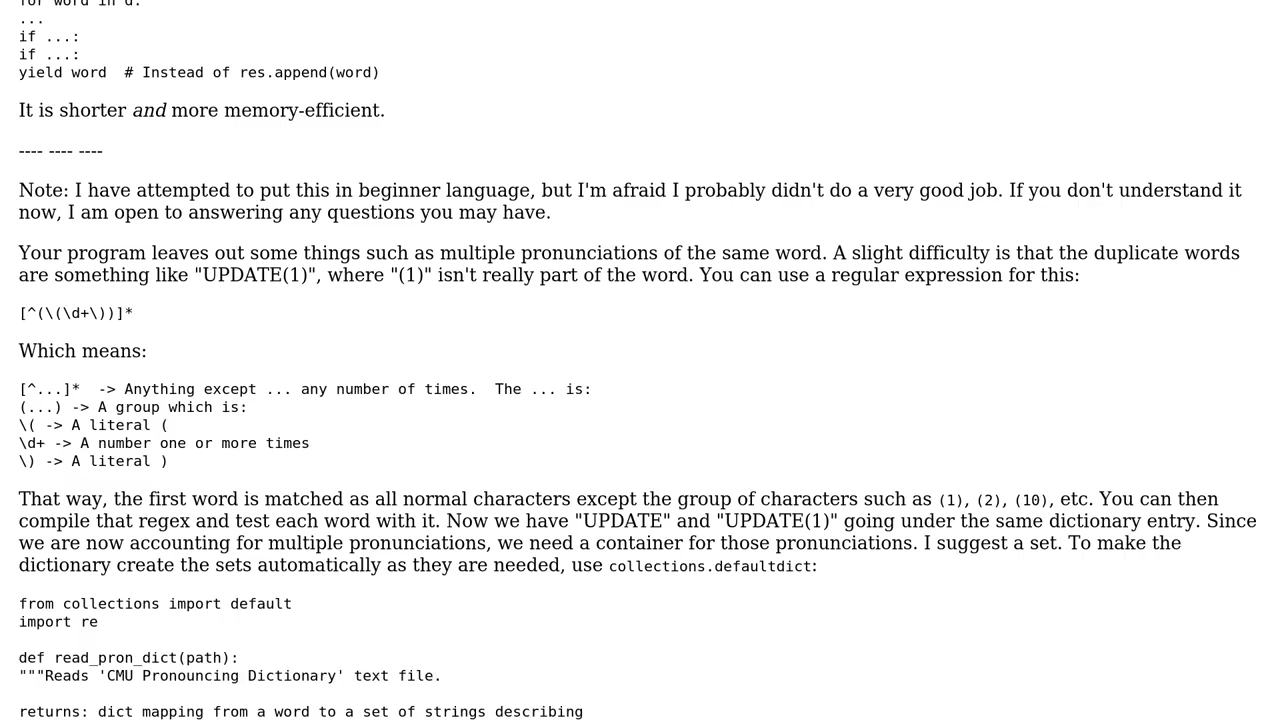 for word in d:
...
if ...:
if ...:
yield word  # Instead of res.append(word)
It is shorter and more memory-efficient.
---- ---- ----
Note: I have attempted to put this in beginner language, but I'm afraid I probably didn't do a very good job. If you don't understand it
now, I am open to answering any questions you may have.
Your program leaves out some things such as multiple pronunciations of the same word. A slight difficulty is that the duplicate words
are something like "UPDATE(1)", where "(1)" isn't really part of the word. You can use a regular expression for this:
[^(\(\d+\))]*
Which means:
[^...]*  -> Anything except ... any number of times.  The ... is:
(...) -> A group which is:
\( -> A literal (
\d+ -> A number one or more times
\) -> A literal )
That way, the first word is matched as all normal characters except the group of characters such as (1), (2), (10), etc. You can then
compile that regex and test each word with it. Now we have "UPDATE" and "UPDATE(1)" going under the same dictionary entry. Since
we are now accounting for multiple pronunciations, we need a container for those pronunciations. I suggest a set. To make the
dictionary create the sets automatically as they are needed, use collections.defaultdict:
from collections import default
import re
def read_pron_dict(path):
"""Reads 'CMU Pronouncing Dictionary' text file.
returns: dict mapping from a word to a set of strings describing